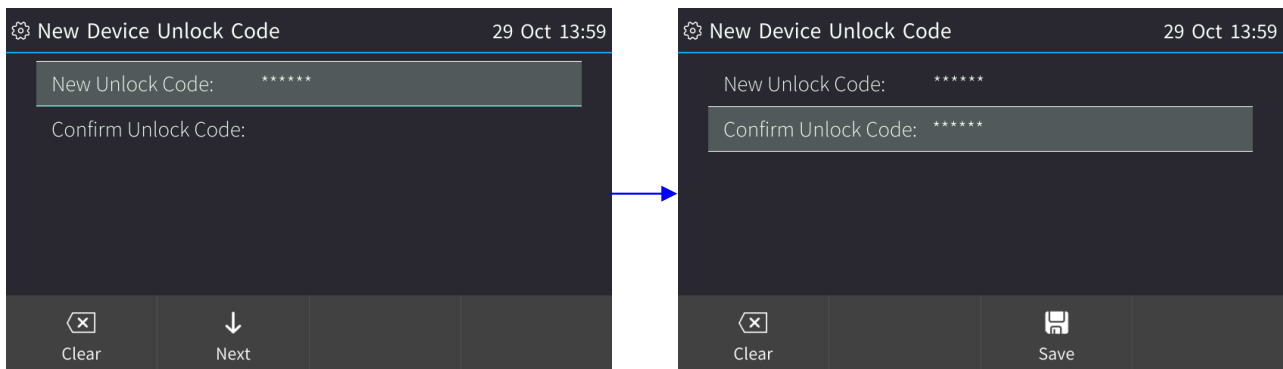 New Device Unlock Code 29 Oct 13:59
New Unlock Code: ******
Confirm Unlock Code:
Clear Next
New Device Unlock Code 29 Oct 13:59
New Unlock Code: ******
Confirm Unlock Code: ******
Clear Save